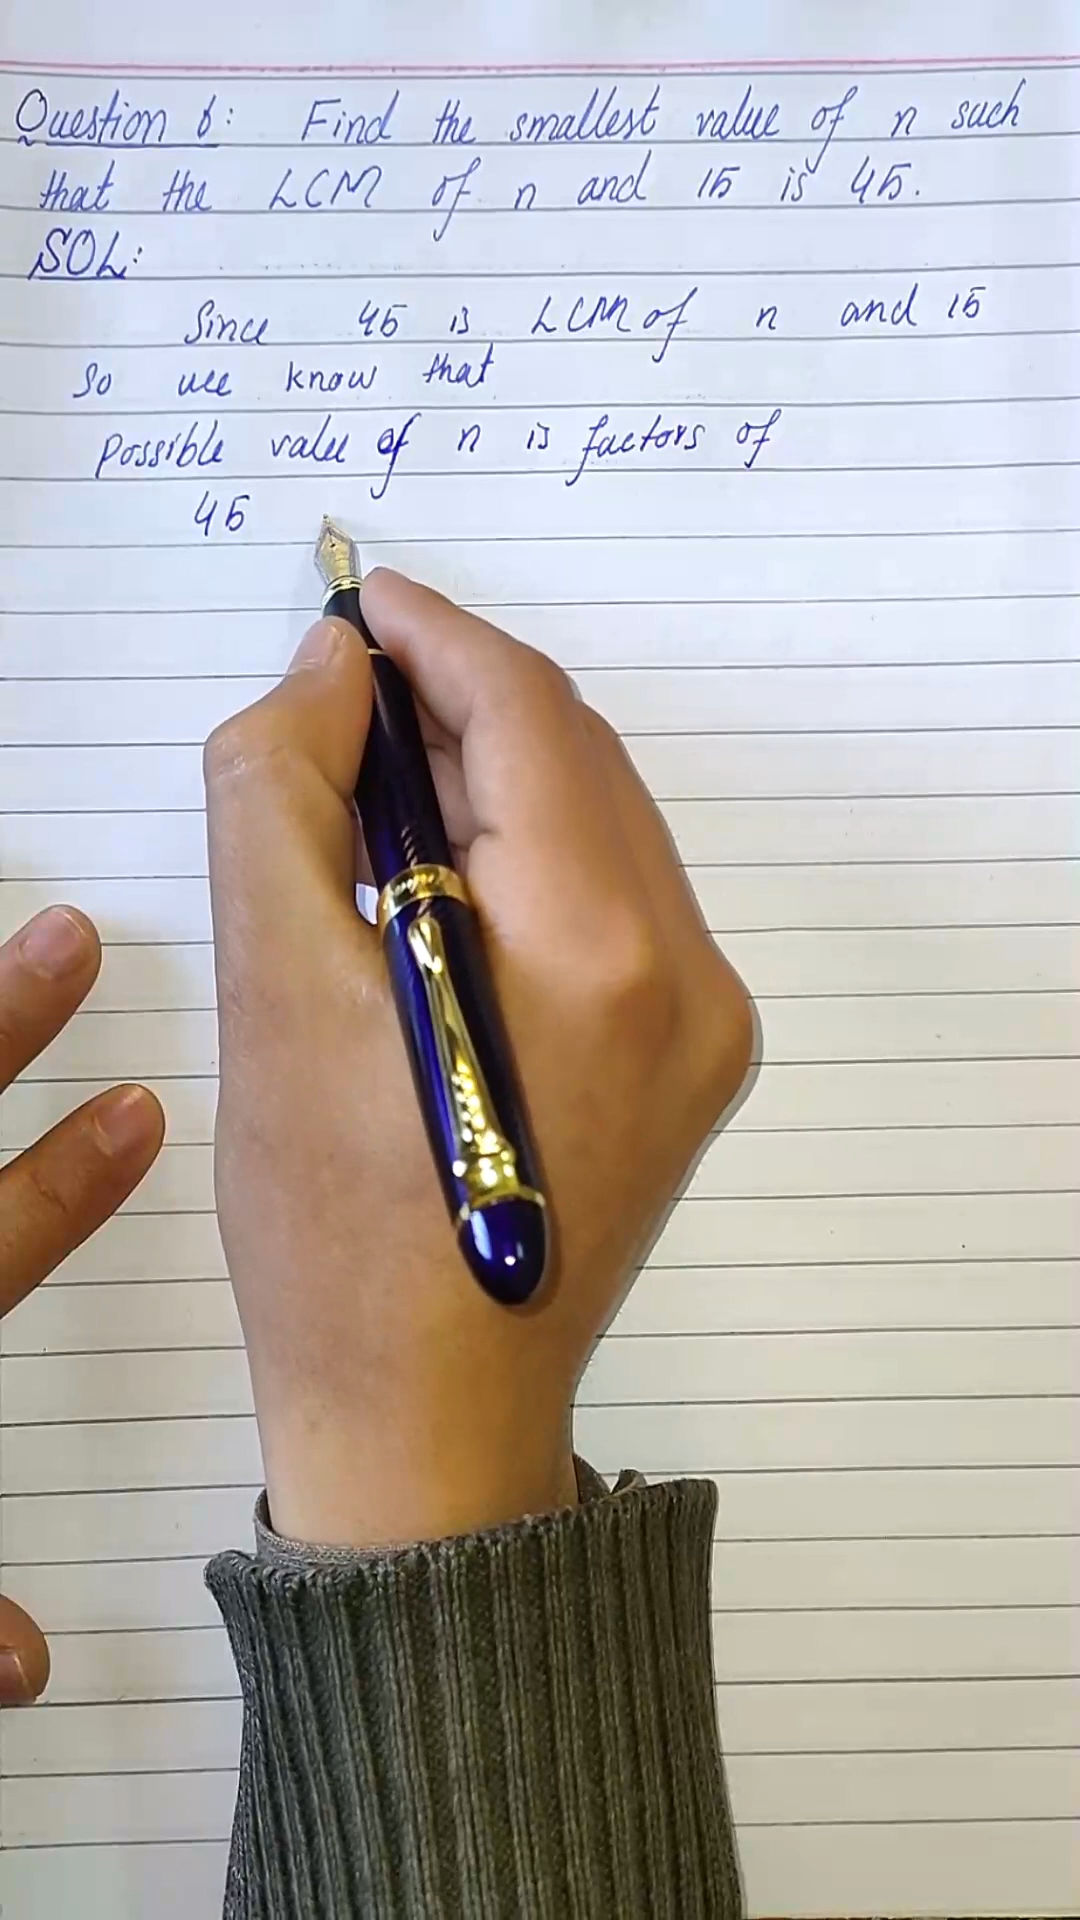 Question 6: Find the smallest value of n such
that the LCM of n and 15 is 45.
SOL:
Since 45 is LCM of n and 15
So we know that
Possible value of n is factors of
45